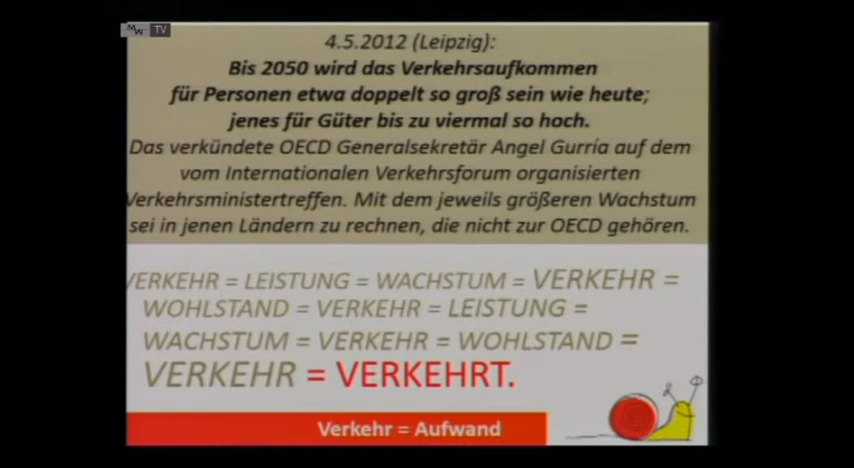 MW TV
4.5.2012 (Leipzig):
Bis 2050 wird das Verkehrsaufkommen
für Personen etwa doppelt so groß sein wie heute;
jenes für Güter bis zu viermal so hoch.
Das verkündete OECD Generalsekretär Angel Gurría auf dem
vom Internationalen Verkehrsforum organisierten
Verkehrsministertreffen. Mit dem jeweils größeren Wachstum
sei in jenen Ländern zu rechnen, die nicht zur OECD gehören.
VERKEHR = LEISTUNG = WACHSTUM = VERKEHR =
WOHLSTAND = VERKEHR = LEISTUNG =
WACHSTUM = VERKEHR = WOHLSTAND =
VERKEHR = VERKEHRT.
Verkehr = Aufwand